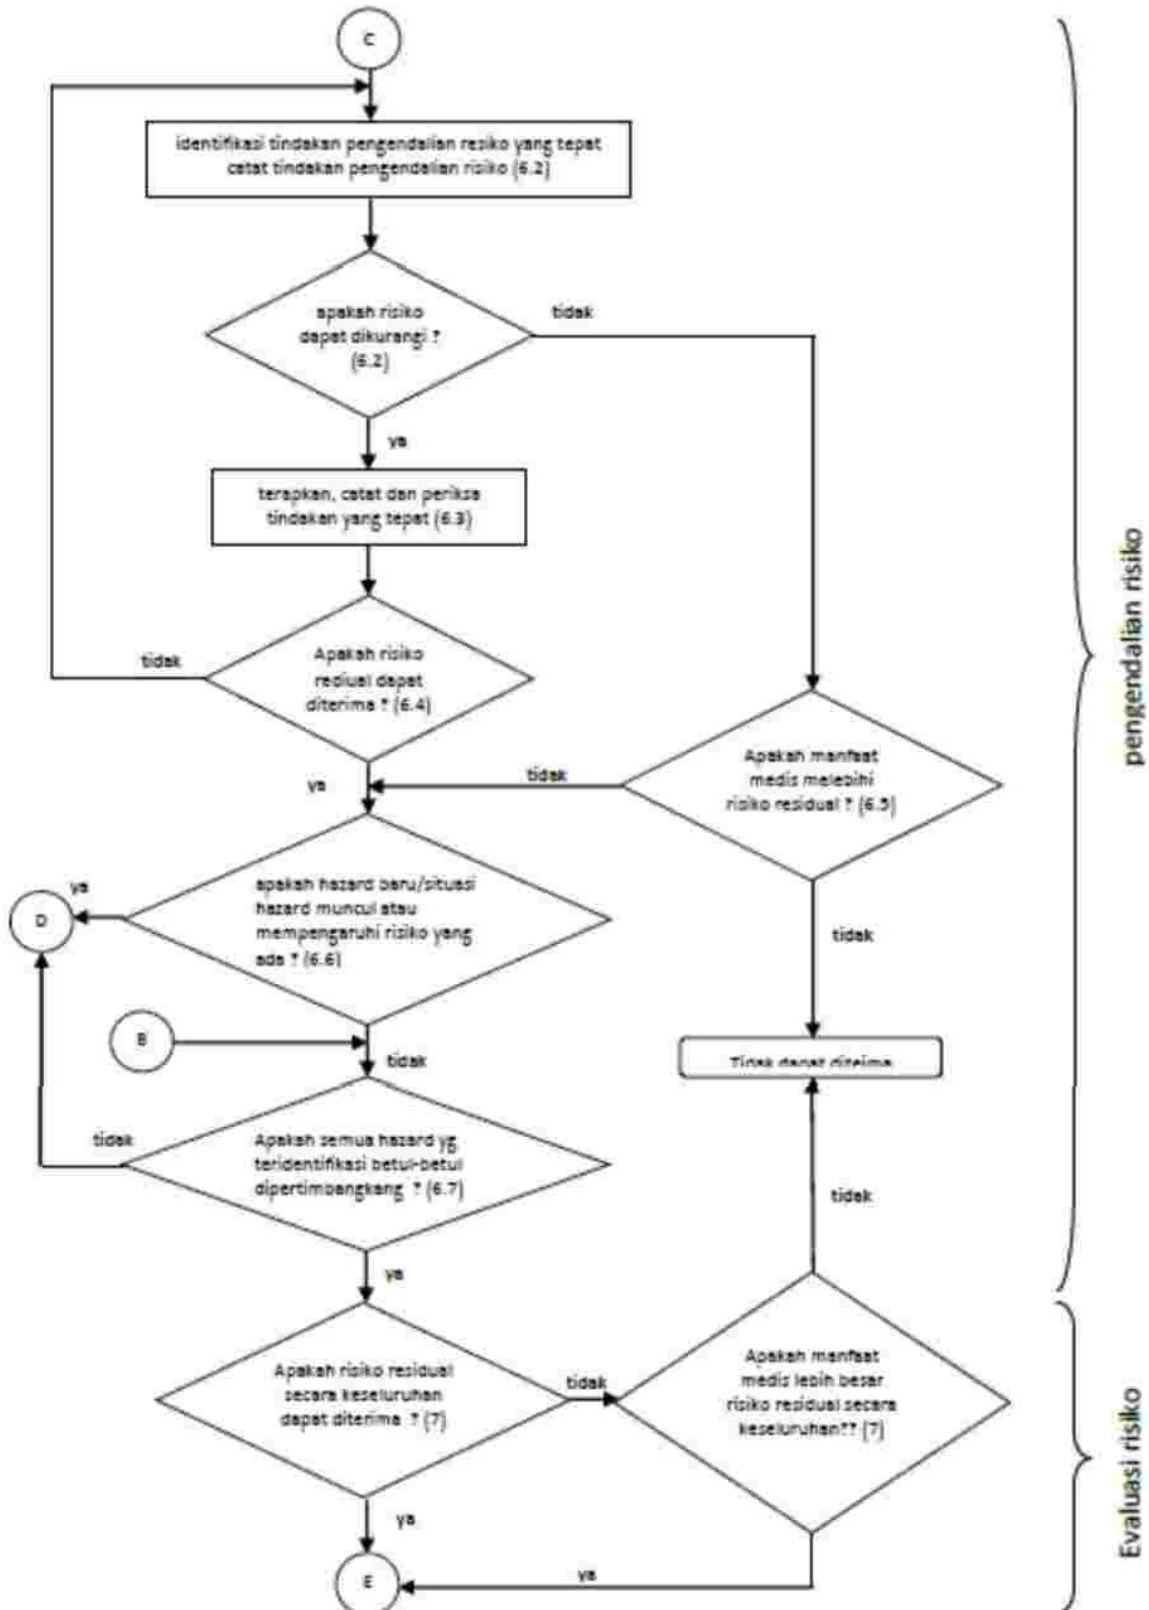 C
identifikasi tindakan pengendalian resiko yang tepat
catat tindakan pengendalian risiko (6.2)
apakah risiko
dapat dikurangi ?
(6.2)
tidak
ya
terapkan, catat dan periksa
tindakan yang tepat (6.3)
Apakah risiko
rediual dapat
diterima ? (6.4)
tidak
ya
tidak
Apakah manfaat
medis melebihi
risiko residual ? (6.5)
apakah hazard baru/situasi
hazard muncul atau
mempengaruhi risiko yang
ada ? (6.6)
ya
D
tidak
B
tidak
Tidak dapat diteima
Apakah semua hazard yg
teridentifikasi betul-betul
dipertimbangkang ? (6.7)
tidak
tidak
ya
Apakah risiko residual
secara keseluruhan
dapat diterima ? (7)
tidak
Apakah manfaat
medis lebih besar
risiko residual secara
keseluruhan?? (7)
ya
E
ya
pengendalian risiko
Evaluasi risiko